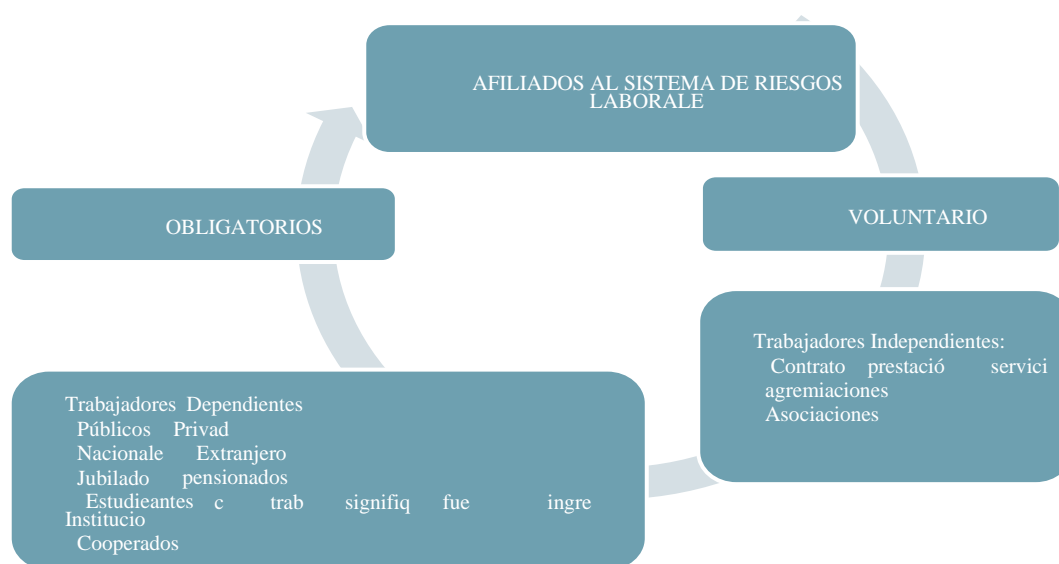 AFILIADOS AL SISTEMA DE RIESGOS
LABORALE
OBLIGATORIOS
VOLUNTARIO
Trabajadores Dependientes
Públicos Privad
Nacionale Extranjero
Jubilado pensionados
Estudieantes c trab signifiq fue ingre
Institucio
Cooperados
Trabajadores Independientes:
Contrato prestació servici
agremiaciones
Asociaciones